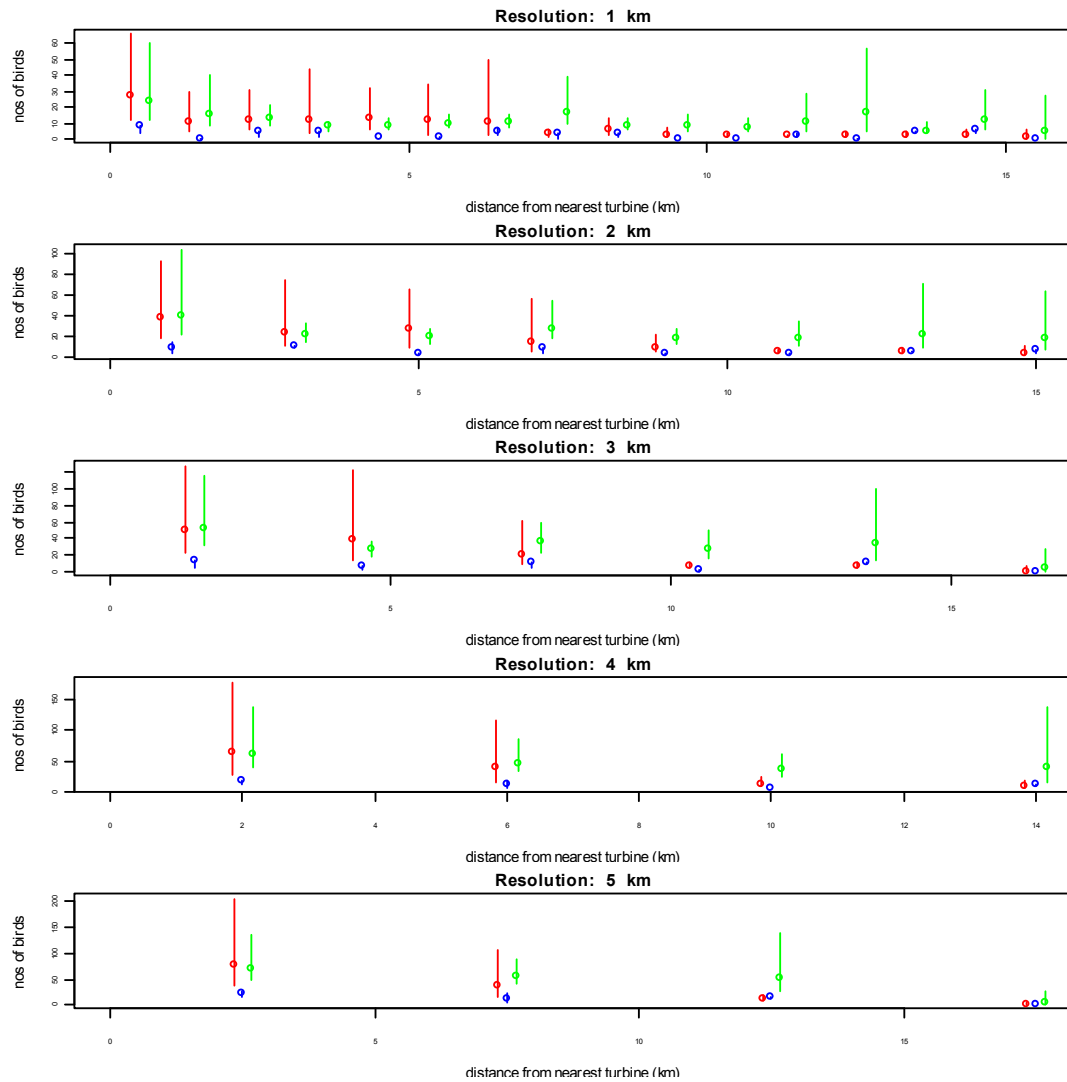 Resolution: 1 km
nos of birds
0 10 20 30 40 50 60
0 5 10 15
distance from nearest turbine (km)
Resolution: 2 km
nos of birds
0 20 40 60 80 100
0 5 10 15
distance from nearest turbine (km)
Resolution: 3 km
nos of birds
0 20 40 60 80 100
0 5 10 15
distance from nearest turbine (km)
Resolution: 4 km
nos of birds
0 50 100 150
0 2 4 6 8 10 12 14
distance from nearest turbine (km)
Resolution: 5 km
nos of birds
0 50 100 150 200
0 5 10 15
distance from nearest turbine (km)